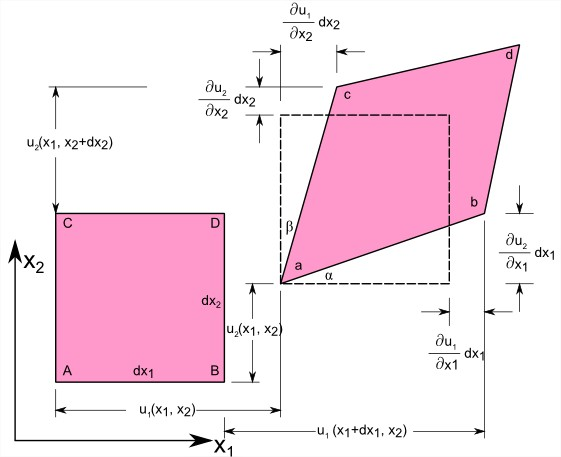 ∂u₁
∂x₂ dx₂
∂u₂
∂x₂ dx₂
d
c
u₂(x₁, x₂+dx₂)
b
β
C
D
∂u₂
∂x₁ dx₁
x₂
a
α
dx₂
u₂(x₁, x₂)
∂u₁
∂x1 dx₁
A
dx₁
B
u₁(x₁, x₂)
u₁ (x₁+dx₁, x₂)
x₁